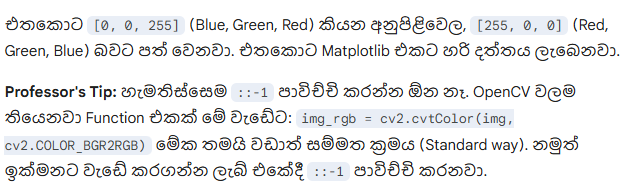 එතකොට [0, 0, 255] (Blue, Green, Red) කියන අනුපිළිවෙල, [255, 0, 0] (Red,
Green, Blue) බවට පත් වෙනවා. එතකොට Matplotlib එකට හරි දත්තය ලැබෙනවා.
Professor's Tip: හැමතිස්සෙම ::-1 පාවිච්චි කරන්න ඕන නෑ. OpenCV වලම
තියෙනවා Function එකක් මේ වැඩේට: img_rgb = cv2.cvtColor(img,
cv2.COLOR_BGR2RGB) මේක තමයි වඩාත් සම්මත ක්‍රමය (Standard way). නමුත්
ඉක්මනට වැඩේ කරගන්න ලැබ් එකේදී ::-1 පාවිච්චි කරනවා.